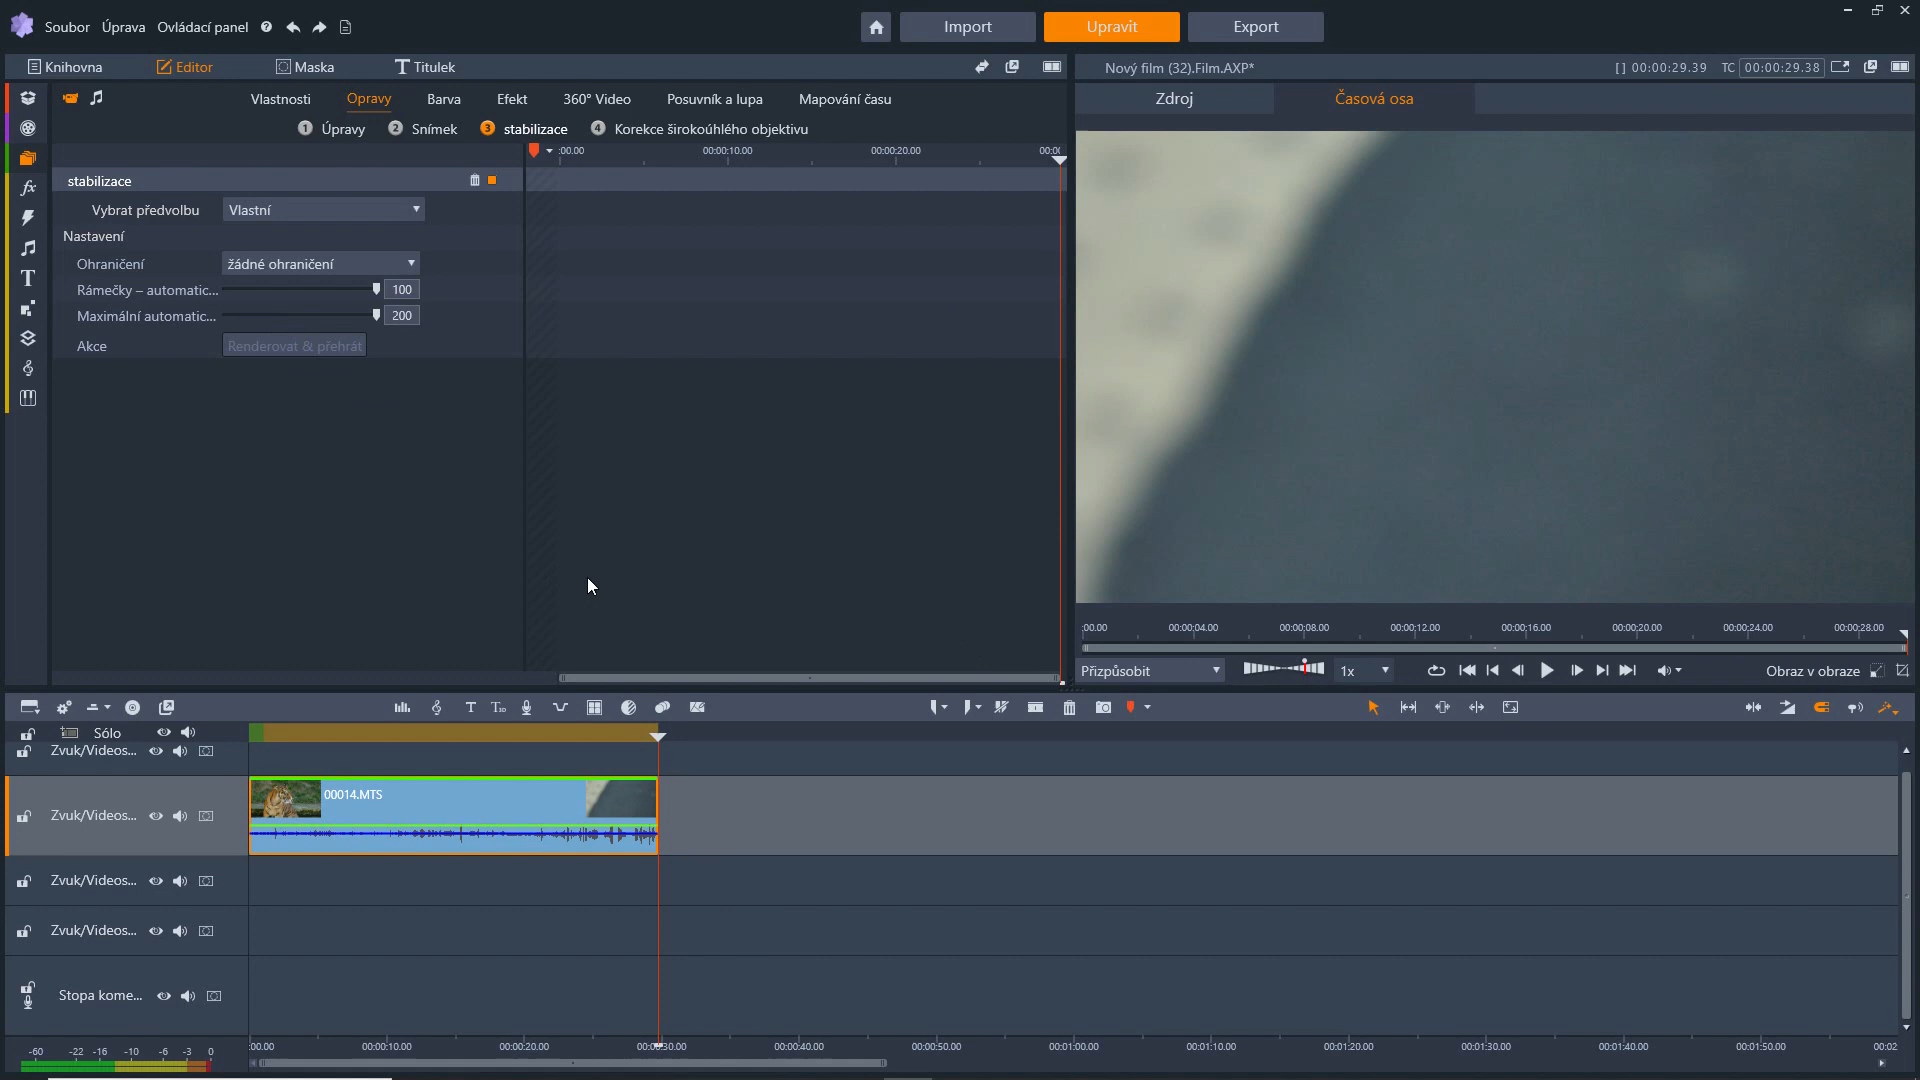 Soubor Úprava Ovládací panel
Import Upravit Export
Knihovna Editor Maska Titulek
Nový film (32).Film.AXP* [] 00:00:29.39 TC 00:00:29.38
Vlastnosti Opravy Barva Efekt 360° Video Posuvník a lupa Mapování času
Zdroj Časová osa
1 Úpravy 2 Snímek 3 stabilizace 4 Korekce širokoúhlého objektivu
:00.00 00:00:10.00 00:00:20.00 00:0(
stabilizace
Vybrat předvolbu Vlastní
Nastavení
Ohraničení žádné ohraničení
Rámečky – automatic... 100
Maximální automatic... 200
Akce Renderovat & přehrát
:00.00 00:00:04.00 00:00:08.00 00:00:12.00 00:00:16.00 00:00:20.00 00:00:24.00 00:00:28.00
Přizpůsobit 1x Obraz v obraze
Sólo
Zvuk/Videos...
00014.MTS
Zvuk/Videos...
Zvuk/Videos...
Zvuk/Videos...
Stopa kome...
:00.00 00:00:10.00 00:00:20.00 00:00:30.00 00:00:40.00 00:00:50.00 00:01:00.00 00:01:10.00 00:01:20.00 00:01:30.00 00:01:40.00 00:01:50.00 00:02
-60 -22 -16 -10 -6 -3 0